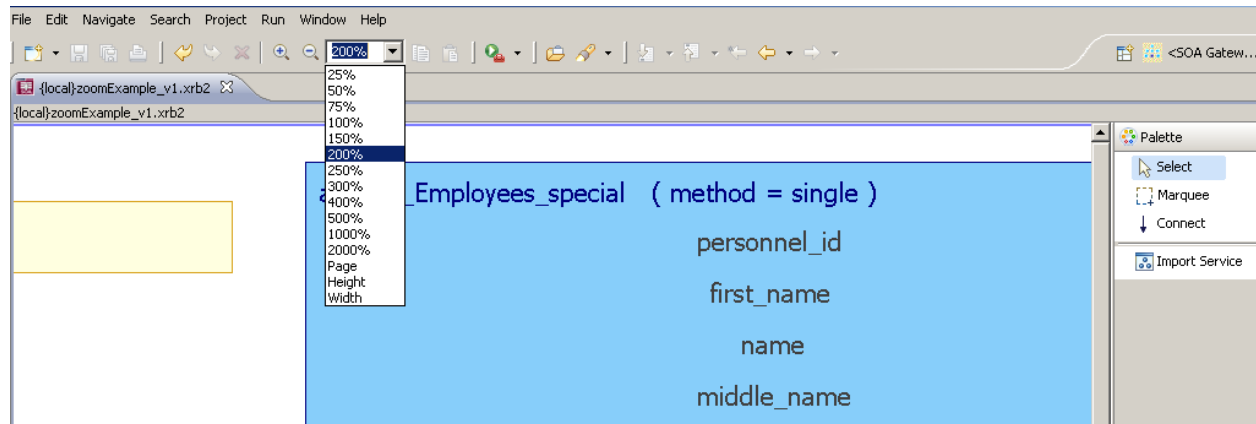 File Edit Navigate Search Project Run Window Help
200%
<SOA Gatew...
{local}zoomExample_v1.xrb2
{local}zoomExample_v1.xrb2
25%
50%
75%
100%
150%
200%
250%
300%
400%
500%
1000%
2000%
Page
Height
Width
_Employees_special ( method = single )
personnel_id
first_name
name
middle_name
Palette
Select
Marquee
Connect
Import Service